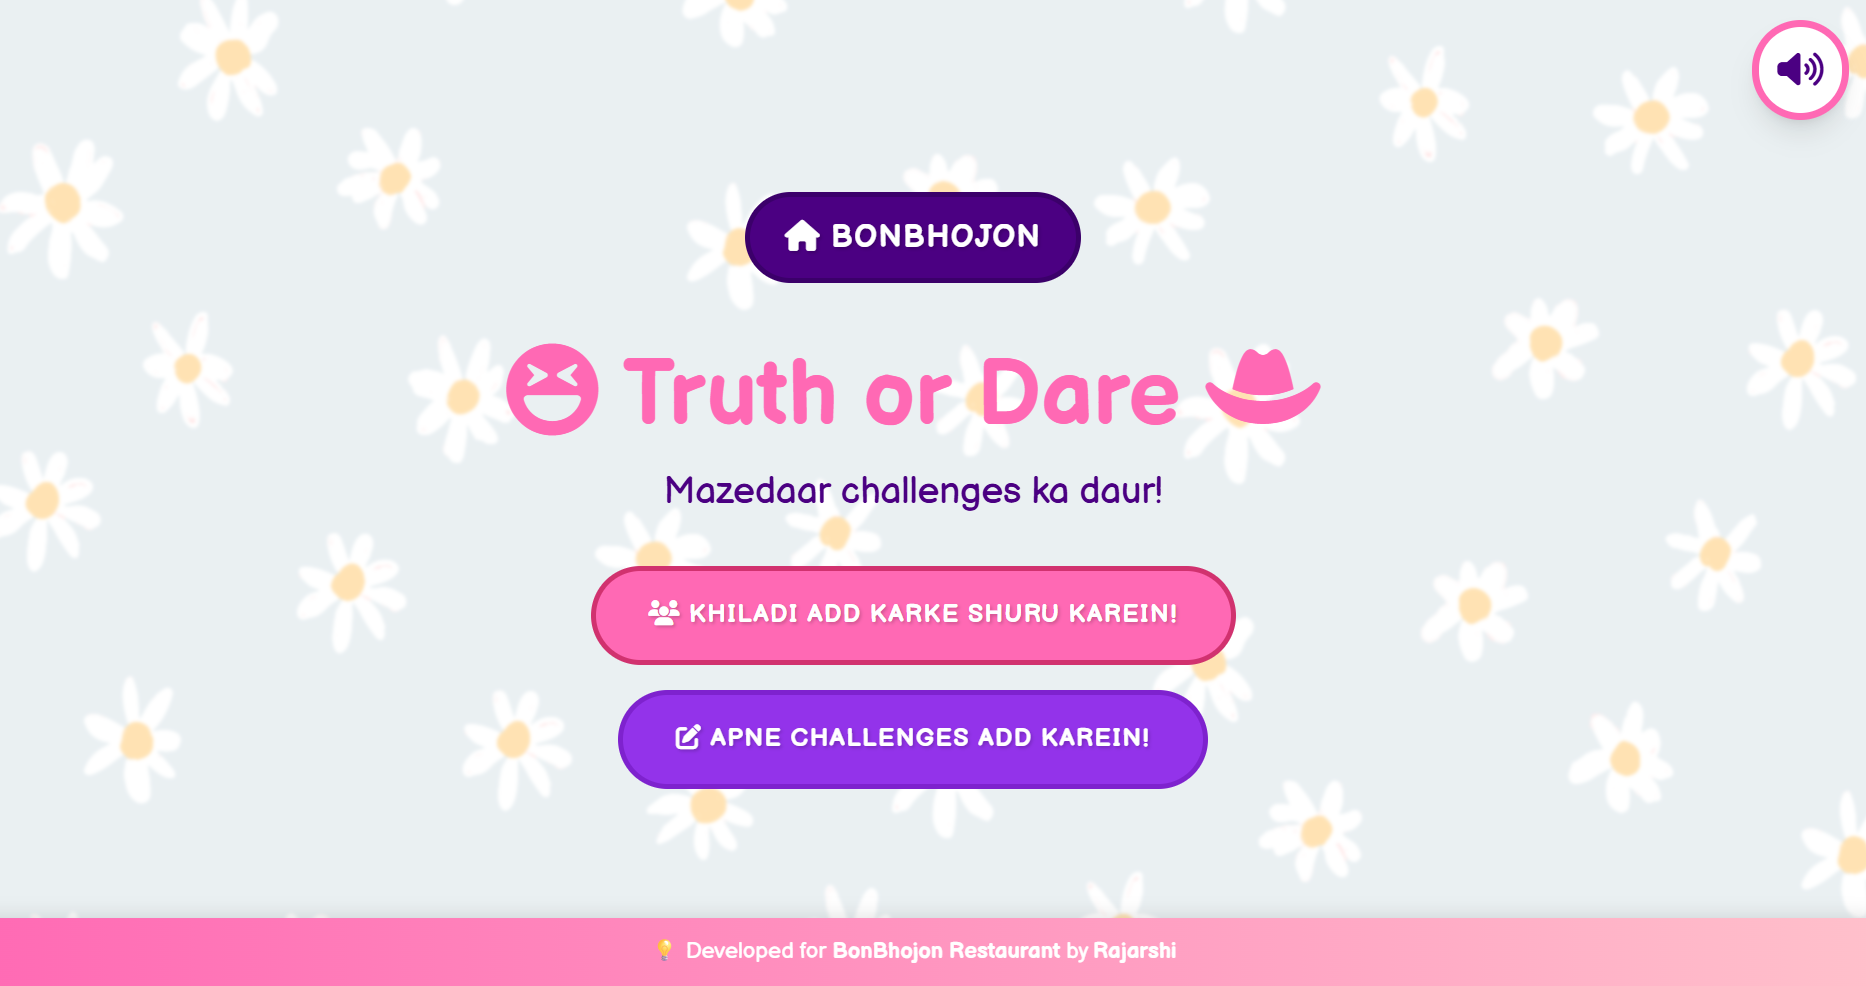 BONBHOJON
Truth or Dare
Mazedaar challenges ka daur!
KHILADI ADD KARKE SHURU KAREIN!
APNE CHALLENGES ADD KAREIN!
💡 Developed for BonBhojon Restaurant by Rajarshi